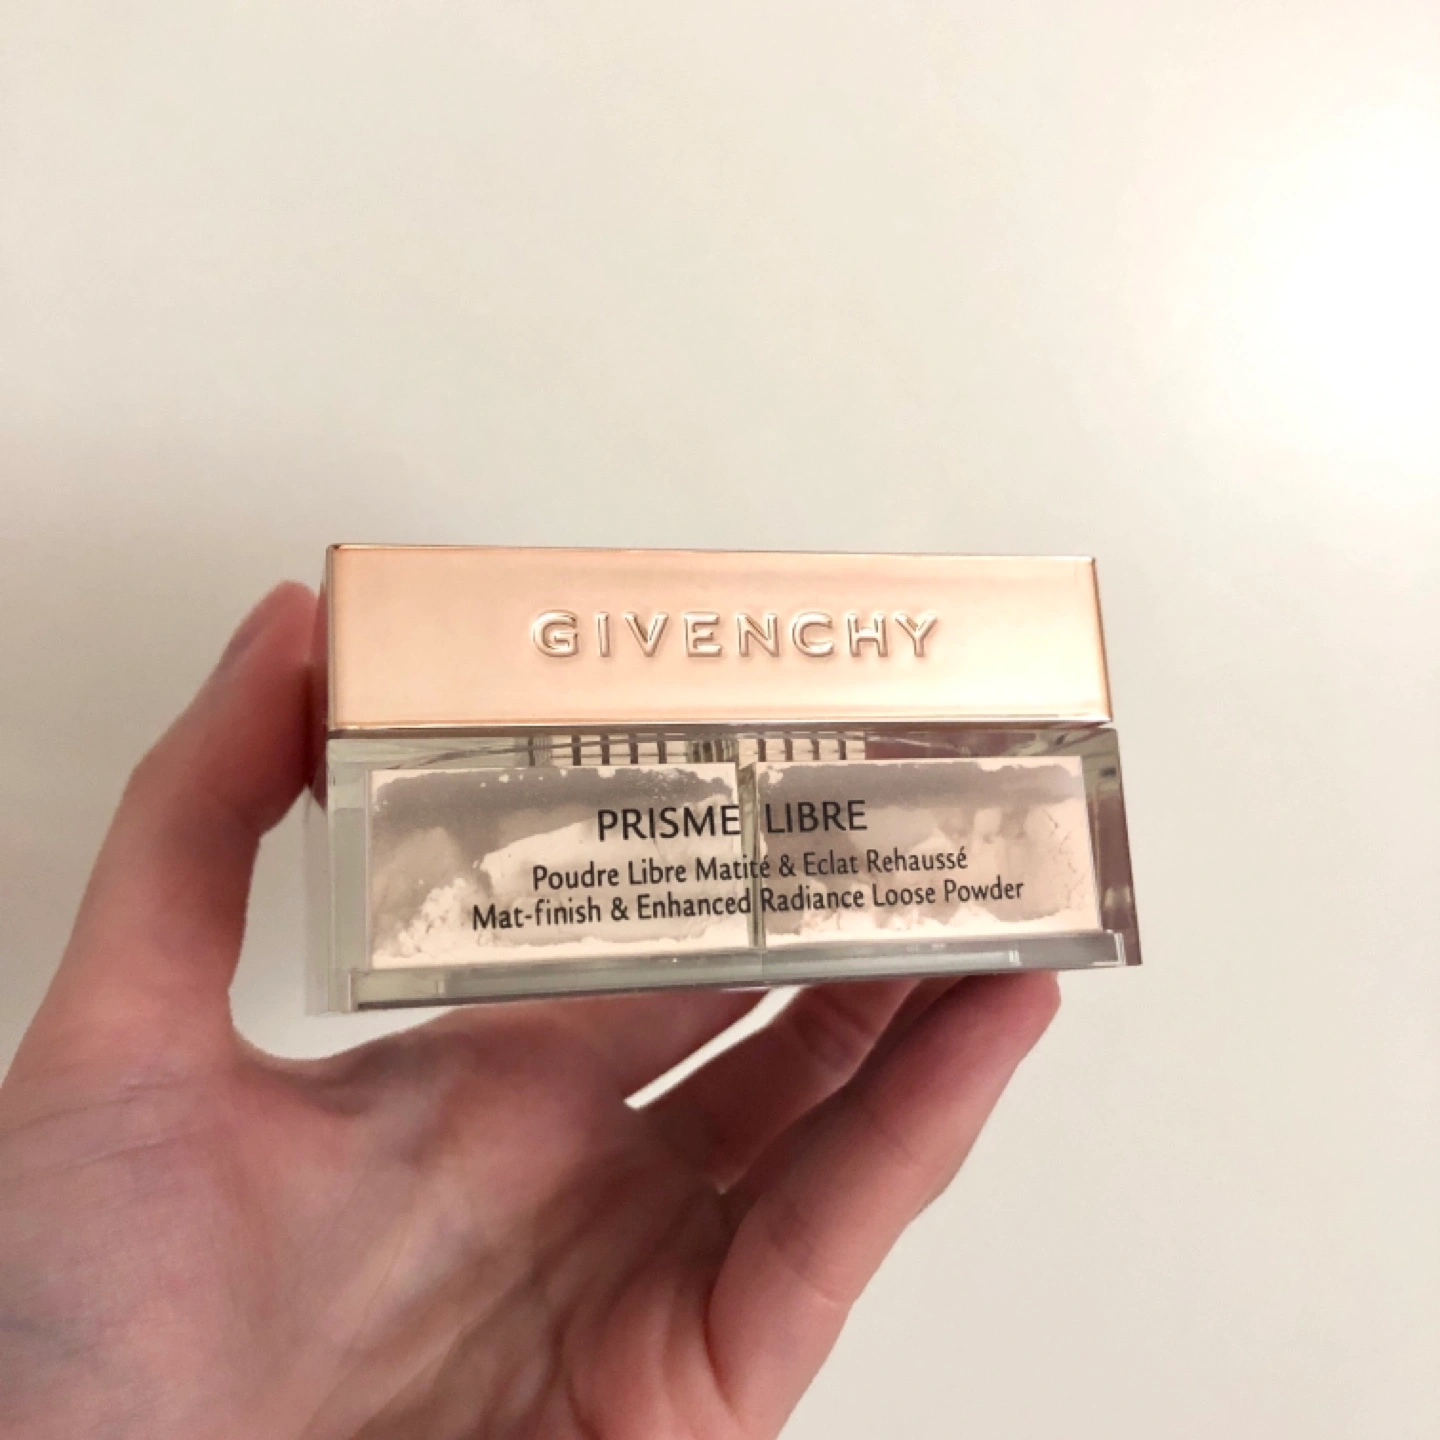 GIVENCHY
PRISME LIBRE
Poudre Libre Matité & Eclat Rehaussé
Mat-finish & Enhanced Radiance Loose Powder